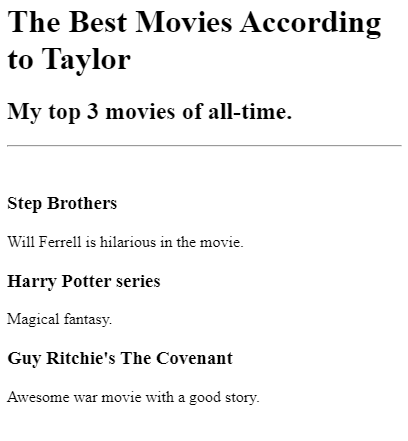 The Best Movies According
to Taylor
My top 3 movies of all-time.
Step Brothers
Will Ferrell is hilarious in the movie.
Harry Potter series
Magical fantasy.
Guy Ritchie's The Covenant
Awesome war movie with a good story.